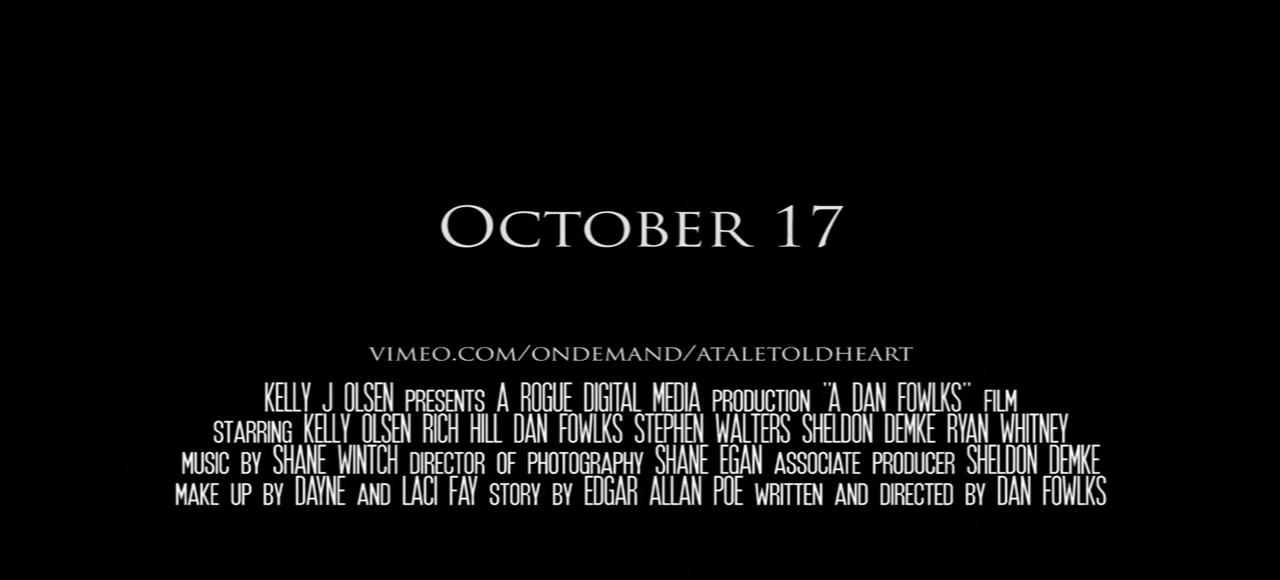 OCTOBER 17
VIMEO.COM/ONDEMAND/ATALETOLDHEART
KELLY J OLSEN PRESENTS A ROGUE DIGITAL MEDIA PRODUCTION "A DAN FOWLKS" FILM
STARRING KELLY OLSEN RICH HILL DAN FOWLKS STEPHEN WALTERS SHELDON DEMKE RYAN WHITNEY
MUSIC BY SHANE WINTCH DIRECTOR OF PHOTOGRAPHY SHANE EGAN ASSOCIATE PRODUCER SHELDON DEMKE
MAKE UP BY DAYNE AND LACI FAY STORY BY EDGAR ALLAN POE WRITTEN AND DIRECTED BY DAN FOWLKS